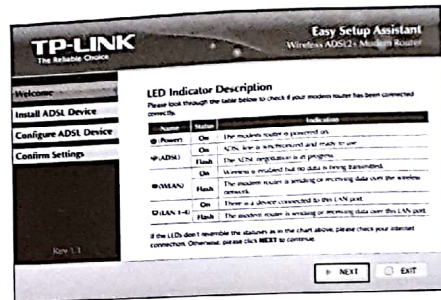 TP-LINK
The Reliable Choice
Easy Setup Assistant
Wireless ADSL2+ Modem Router
Welcome
Install ADSL Device
Configure ADSL Device
Confirm Settings
Rev 1.1
LED Indicator Description
Please look through the table below to check if your modem router has been connected
correctly.
Name Status Indication
(Power) On The modem router is powered on.
(ADSL) On ADSL line is synchronized and ready to use.
Flash The ADSL negotiation is in progress.
(WLAN) On Wireless is enabled but no data is being transmitted.
Flash The modem router is sending or receiving data over the wireless
network.
(LAN 1-4) On There is a device connected to this LAN port.
Flash The modem router is sending or receiving data over this LAN port.
If the LEDs don't resemble the statuses as in the chart above, please check your internet
connection. Otherwise, please click NEXT to continue.
NEXT
EXIT